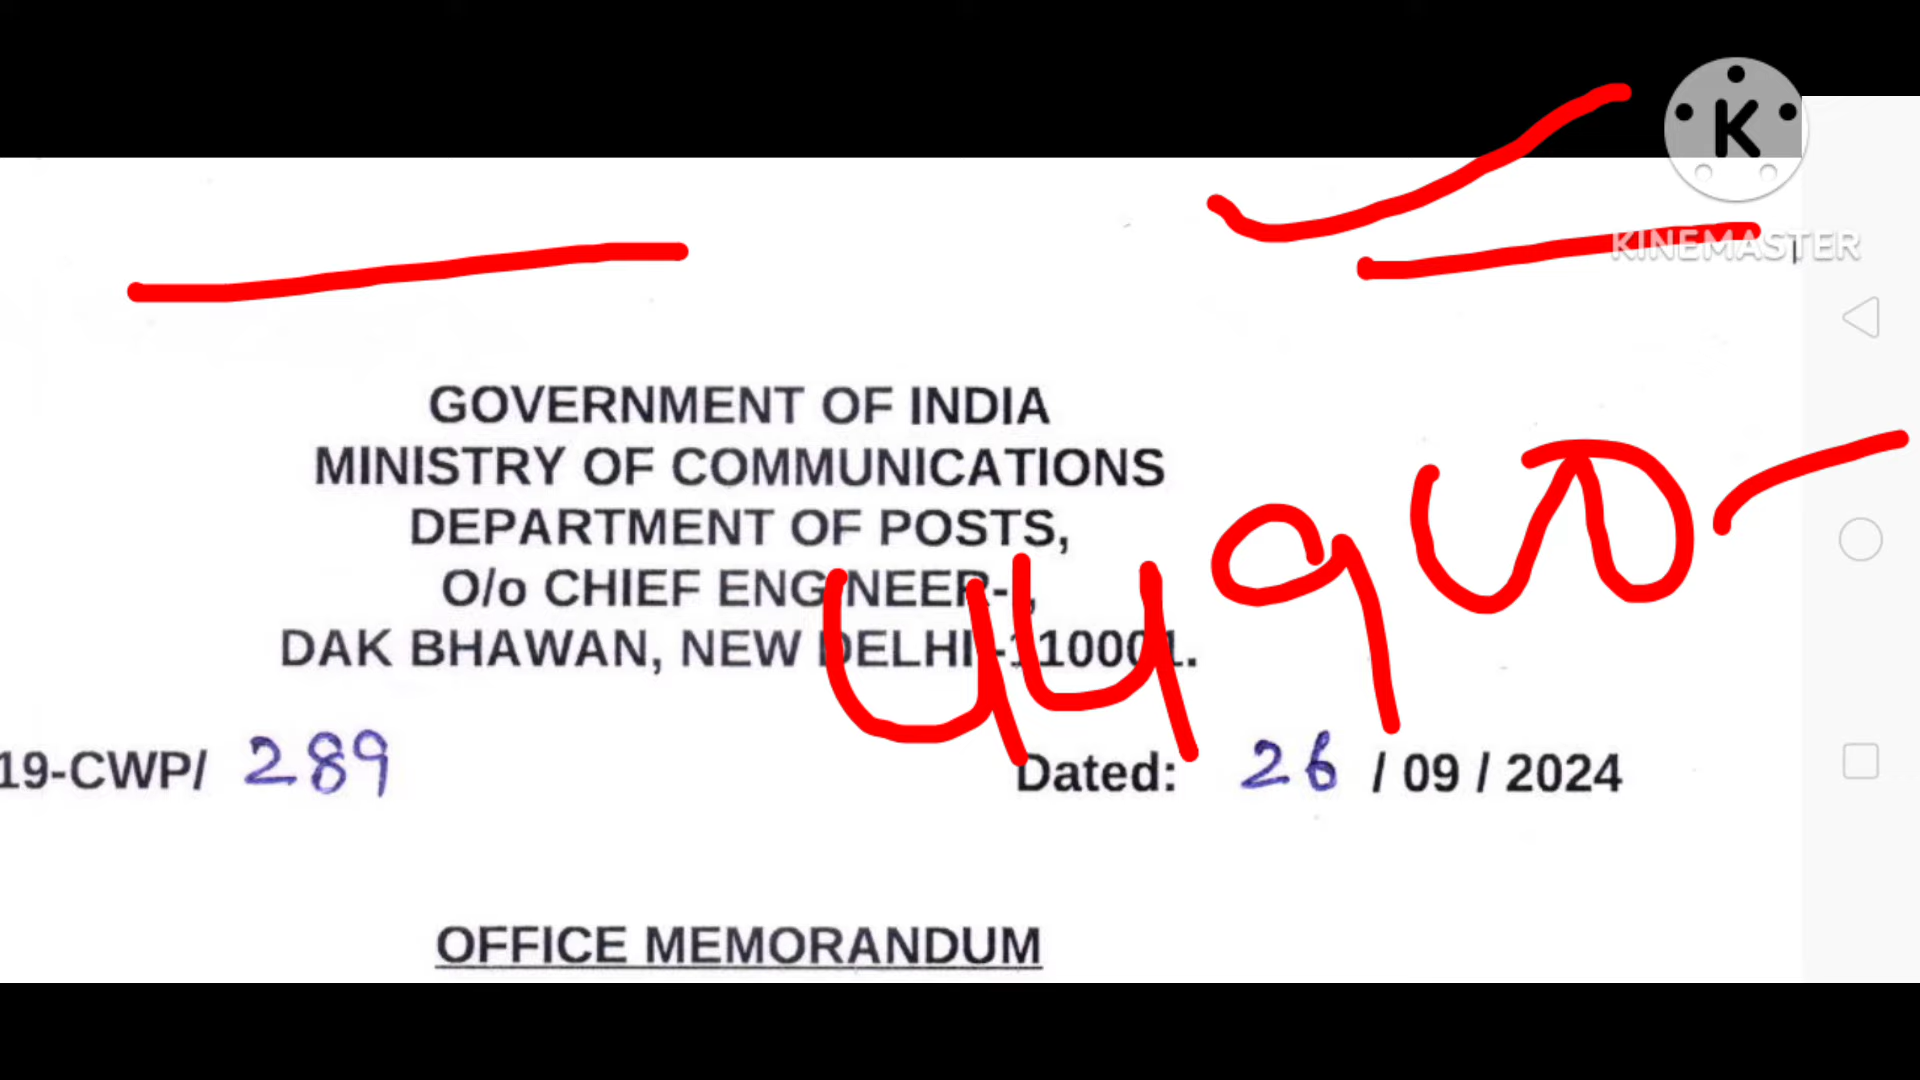 K
KINEMASTER
GOVERNMENT OF INDIA
MINISTRY OF COMMUNICATIONS
DEPARTMENT OF POSTS,
O/o CHIEF ENGINEER- ,
DAK BHAWAN, NEW DELHI-110001.
44900
19-CWP/ 289 Dated: 26 / 09 / 2024
OFFICE MEMORANDUM